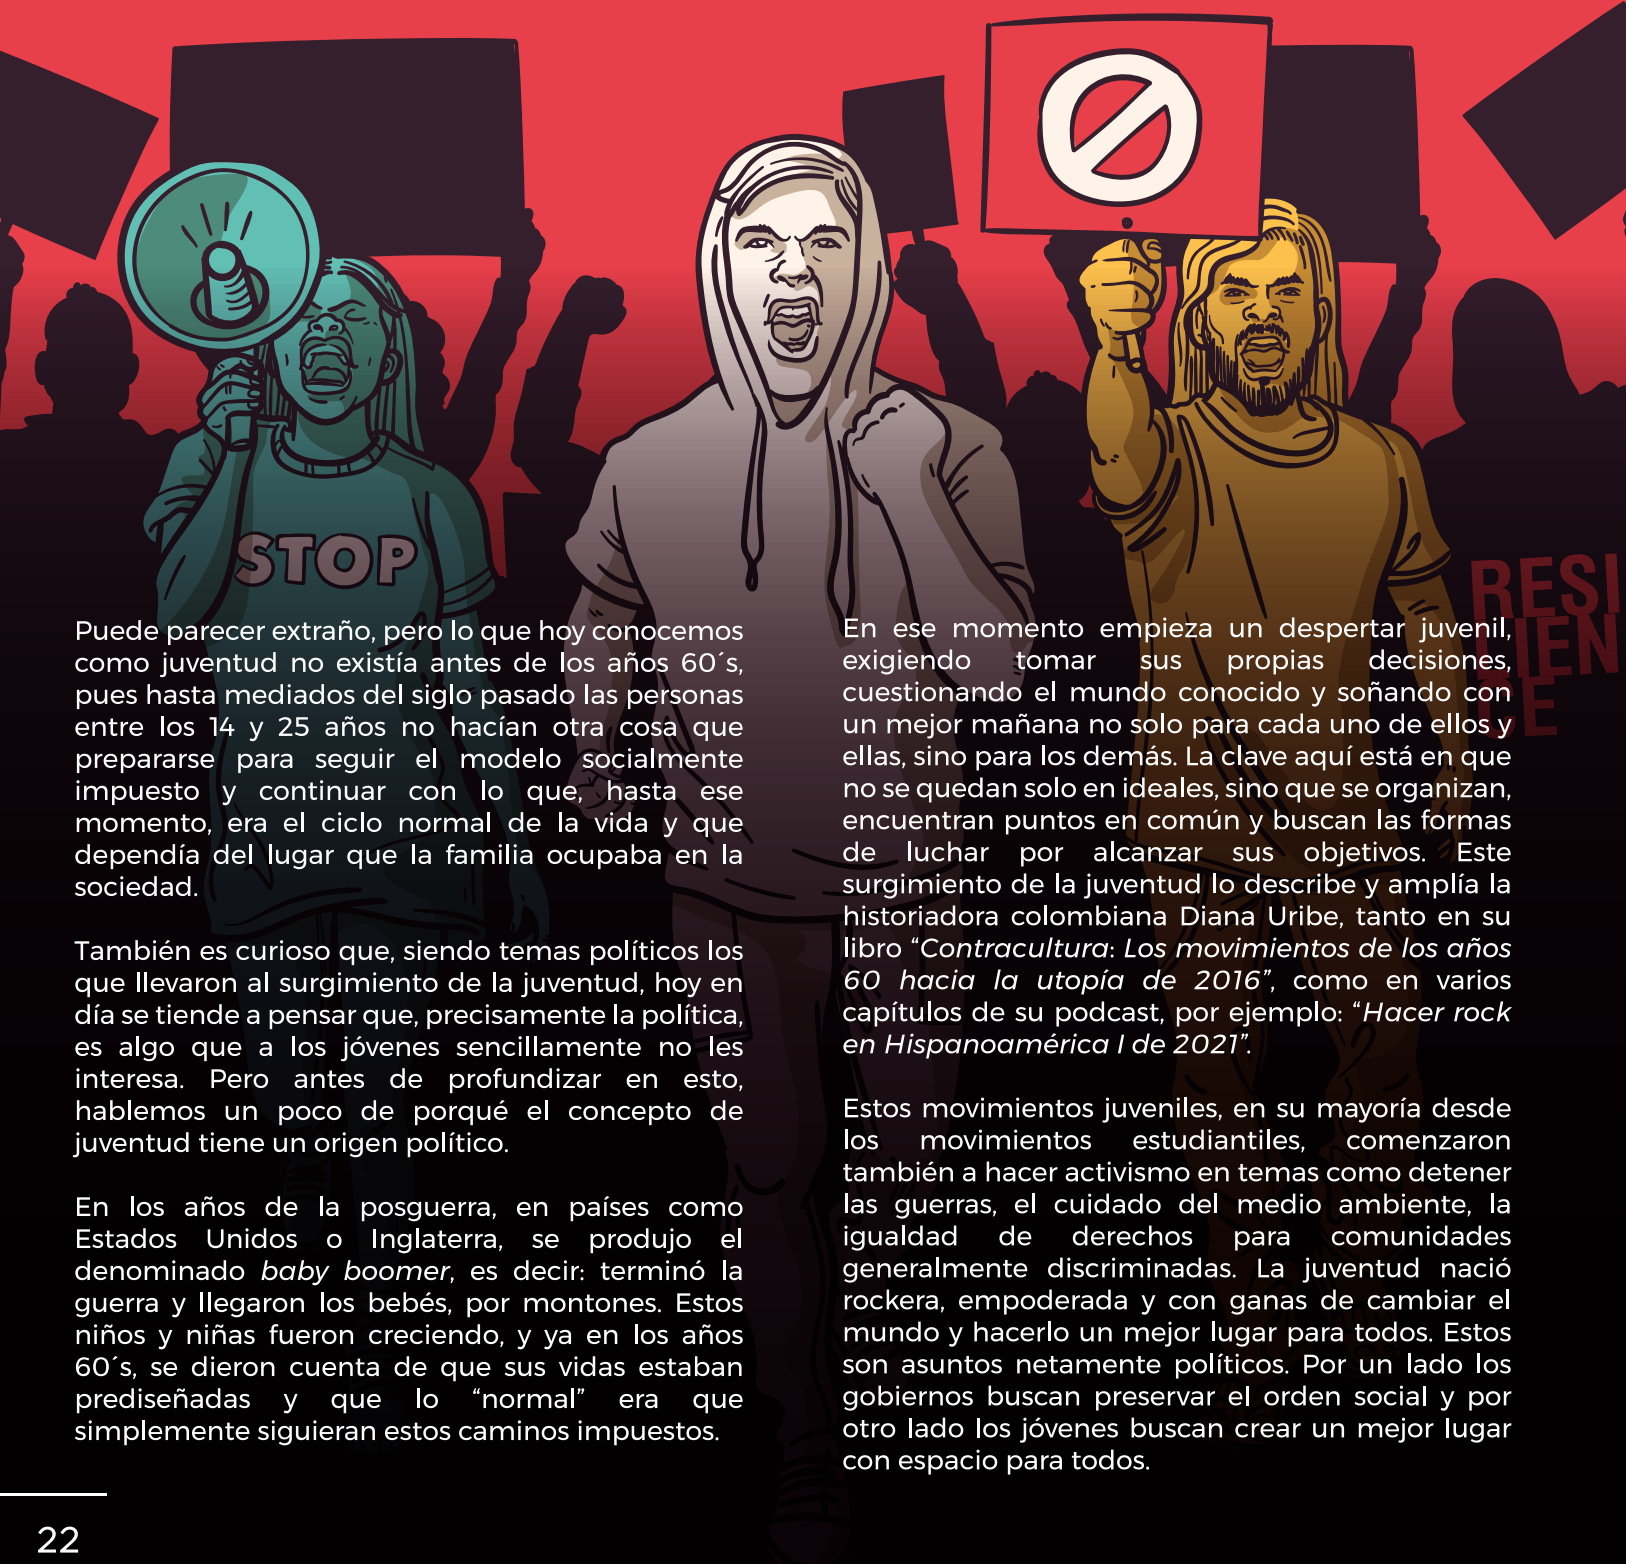 STOP
RESI
LIEN
CE
Puede parecer extraño, pero lo que hoy conocemos
como juventud no existía antes de los años 60´s,
pues hasta mediados del siglo pasado las personas
entre los 14 y 25 años no hacían otra cosa que
prepararse para seguir el modelo socialmente
impuesto y continuar con lo que, hasta ese
momento, era el ciclo normal de la vida y que
dependía del lugar que la familia ocupaba en la
sociedad.
También es curioso que, siendo temas políticos los
que llevaron al surgimiento de la juventud, hoy en
día se tiende a pensar que, precisamente la política,
es algo que a los jóvenes sencillamente no les
interesa. Pero antes de profundizar en esto,
hablemos un poco de porqué el concepto de
juventud tiene un origen político.
En los años de la posguerra, en países como
Estados Unidos o Inglaterra, se produjo el
denominado baby boomer, es decir: terminó la
guerra y llegaron los bebés, por montones. Estos
niños y niñas fueron creciendo, y ya en los años
60´s, se dieron cuenta de que sus vidas estaban
prediseñadas y que lo “normal” era que
simplemente siguieran estos caminos impuestos.
En ese momento empieza un despertar juvenil,
exigiendo tomar sus propias decisiones,
cuestionando el mundo conocido y soñando con
un mejor mañana no solo para cada uno de ellos y
ellas, sino para los demás. La clave aquí está en que
no se quedan solo en ideales, sino que se organizan,
encuentran puntos en común y buscan las formas
de luchar por alcanzar sus objetivos. Este
surgimiento de la juventud lo describe y amplía la
historiadora colombiana Diana Uribe, tanto en su
libro “Contracultura: Los movimientos de los años
60 hacia la utopía de 2016”, como en varios
capítulos de su podcast, por ejemplo: “Hacer rock
en Hispanoamérica I de 2021”.
Estos movimientos juveniles, en su mayoría desde
los movimientos estudiantiles, comenzaron
también a hacer activismo en temas como detener
las guerras, el cuidado del medio ambiente, la
igualdad de derechos para comunidades
generalmente discriminadas. La juventud nació
rockera, empoderada y con ganas de cambiar el
mundo y hacerlo un mejor lugar para todos. Estos
son asuntos netamente políticos. Por un lado los
gobiernos buscan preservar el orden social y por
otro lado los jóvenes buscan crear un mejor lugar
con espacio para todos.
22